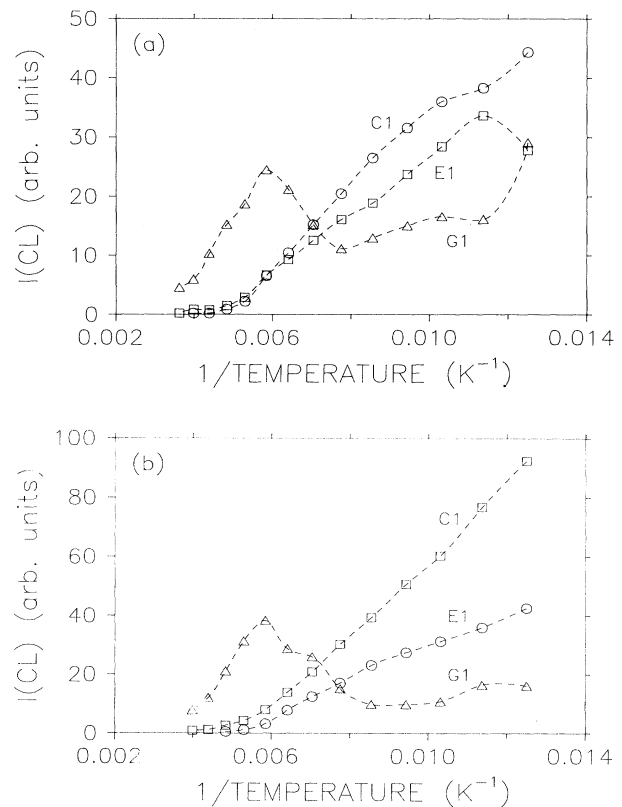 50
(a)
40
C1
30
E1
20
G1
10
0
I(CL) (arb. units)
0.002 0.006 0.010 0.014
1/TEMPERATURE (K⁻¹)
100
(b)
80
C1
60
E1
40
G1
20
0
I(CL) (arb. units)
0.002 0.006 0.010 0.014
1/TEMPERATURE (K⁻¹)